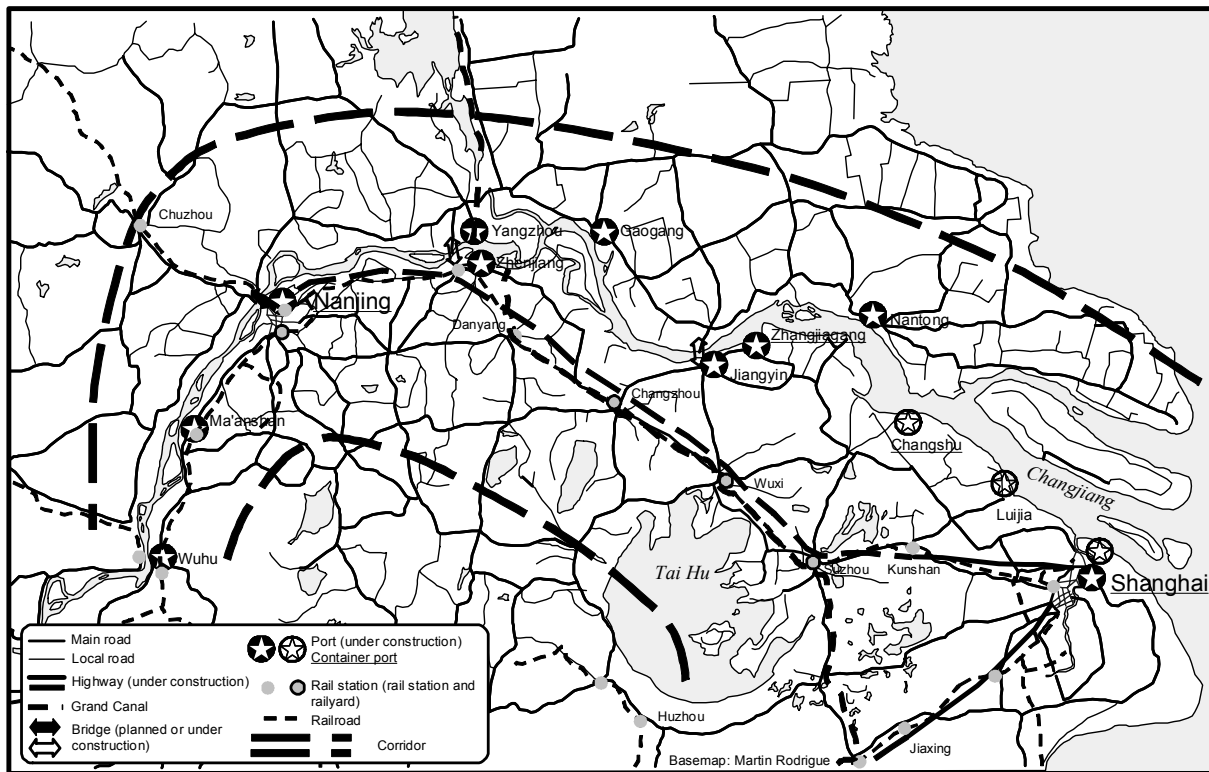 Chuzhou
Yangzhou
Gaogang
Zhenjiang
Nanjing
Danyang
Nantong
Zhangjiagang
Jiangyin
Changzhou
Ma'anshan
Changshu
Changjiang
Wuxi
Luijia
Wuhu
Tai Hu
Suzhou
Kunshan
Shanghai
Main road
Local road
Highway (under construction)
Grand Canal
Bridge (planned or under
construction)
Port (under construction)
Container port
Rail station (rail station and
railyard)
Railroad
Corridor
Huzhou
Jiaxing
Basemap: Martin Rodrigue